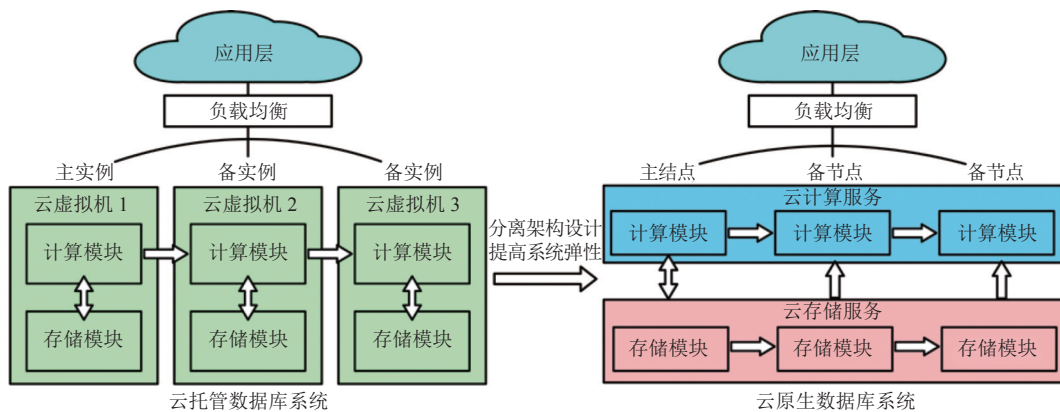 应用层
负载均衡
主实例 备实例 备实例
云虚拟机 1 云虚拟机 2 云虚拟机 3
计算模块 计算模块 计算模块
存储模块 存储模块 存储模块
云托管数据库系统
分离架构设计
提高系统弹性
应用层
负载均衡
主结点 备节点 备节点
云计算服务
计算模块 计算模块 计算模块
云存储服务
存储模块 存储模块 存储模块
云原生数据库系统